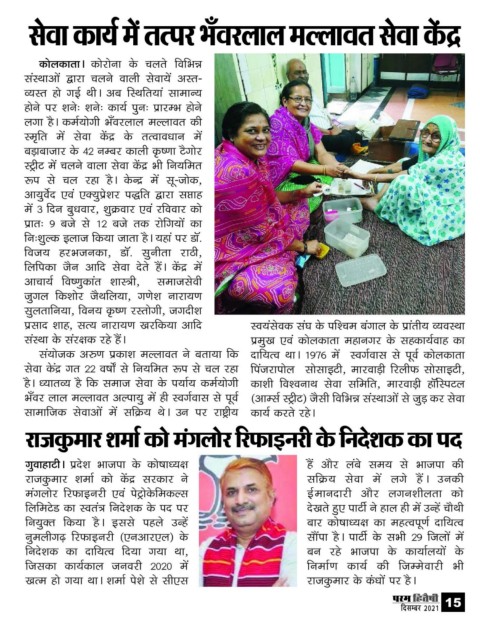 सेवा कार्य में तत्पर भँवरलाल मल्लावत सेवा केंद्र
कोलकाता। कोरोना के चलते विभिन्न
संस्थाओं द्वारा चलने वाली सेवायें अस्त-
व्यस्त हो गई थी। अब स्थितियां सामान्य
होने पर शनेः शनेः कार्य पुनः प्रारम्भ होने
लगा है। कर्मयोगी भँवरलाल मल्लावत की
स्मृति में सेवा केंद्र के तत्वावधान में
बड़ाबाजार के 42 नम्बर काली कृष्णा टैगोर
स्ट्रीट में चलने वाला सेवा केंद्र भी नियमित
रूप से चल रहा है। केन्द्र में सू-जोक,
आयुर्वेद एवं एक्युप्रेशर पद्धति द्वारा सप्ताह
में 3 दिन बुधवार, शुक्रवार एवं रविवार को
प्रातः 9 बजे से 12 बजे तक रोगियों का
निःशुल्क इलाज किया जाता है। यहां पर डॉ.
विजय हरभजनका, डॉ. सुनीता राठी,
लिपिका जैन आदि सेवा देते हैं। केंद्र में
आचार्य विष्णुकांत शास्त्री, समाजसेवी
जुगल किशोर जैथलिया, गणेश नारायण
सुलतानिया, विनय कृष्ण रस्तोगी, जगदीश
प्रसाद शाह, सत्य नारायण खरकिया आदि
संस्था के संरक्षक रहे हैं।
संयोजक अरुण प्रकाश मल्लावत ने बताया कि
सेवा केंद्र गत 22 वर्षों से नियमित रूप से चल रहा
है। ध्यातव्य है कि समाज सेवा के पर्याय कर्मयोगी
भँवर लाल मल्लावत अल्पायु में ही स्वर्गवास से पूर्व
सामाजिक सेवाओं में सक्रिय थे। उन पर राष्ट्रीय
स्वयंसेवक संघ के पश्चिम बंगाल के प्रांतीय व्यवस्था
प्रमुख एवं कोलकाता महानगर के सहकार्यवाह का
दायित्व था। 1976 में स्वर्गवास से पूर्व कोलकाता
पिंजरापोल सोसाइटी, मारवाड़ी रिलीफ सोसाइटी,
काशी विश्वनाथ सेवा समिति, मारवाड़ी हॉस्पिटल
(आर्म्स स्ट्रीट) जैसी विभिन्न संस्थाओं से जुड़ कर सेवा
कार्य करते रहे।
राजकुमार शर्मा को मंगलोर रिफाइनरी के निदेशक का पद
गुवाहाटी। प्रदेश भाजपा के कोषाध्यक्ष
राजकुमार शर्मा को केंद्र सरकार ने
मंगलोर रिफाइनरी एवं पेट्रोकेमिकल्स
लिमिटेड का स्वतंत्र निदेशक के पद पर
नियुक्त किया है। इससे पहले उन्हें
नुमलीगढ़ रिफाइनरी (एनआरएल) के
निदेशक का दायित्व दिया गया था,
जिसका कार्यकाल जनवरी 2020 में
खत्म हो गया था। शर्मा पेशे से सीएस
हैं और लंबे समय से भाजपा की
सक्रिय सेवा में लगे हैं। उनकी
ईमानदारी और लगनशीलता को
देखते हुए पार्टी ने हाल ही में उन्हें चौथी
बार कोषाध्यक्ष का महत्वपूर्ण दायित्व
सौंपा है। पार्टी के सभी 29 जिलों में
बन रहे भाजपा के कार्यालयों के
निर्माण कार्य की जिम्मेवारी भी
राजकुमार के कंधों पर है।
परम हितैषी
दिसम्बर 2021 15